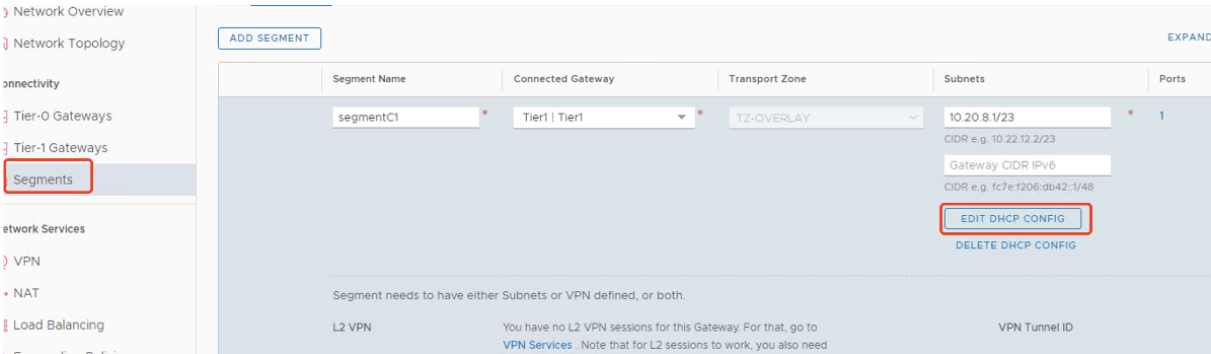 Network Overview
Network Topology
onnectivity
Tier-0 Gateways
Tier-1 Gateways
Segments
etwork Services
VPN
NAT
Load Balancing
ADD SEGMENT
EXPAND
Segment Name Connected Gateway Transport Zone Subnets Ports
segmentC1 * Tier1 | Tier1 * TZ-OVERLAY 10.20.8.1/23 * 1
CIDR e.g. 10.22.12.2/23
Gateway CIDR IPv6
CIDR e.g. fc7e:f206:db42::1/48
EDIT DHCP CONFIG
DELETE DHCP CONFIG
Segment needs to have either Subnets or VPN defined, or both.
L2 VPN You have no L2 VPN sessions for this Gateway. For that, go to VPN Tunnel ID
VPN Services . Note that for L2 sessions to work, you also need